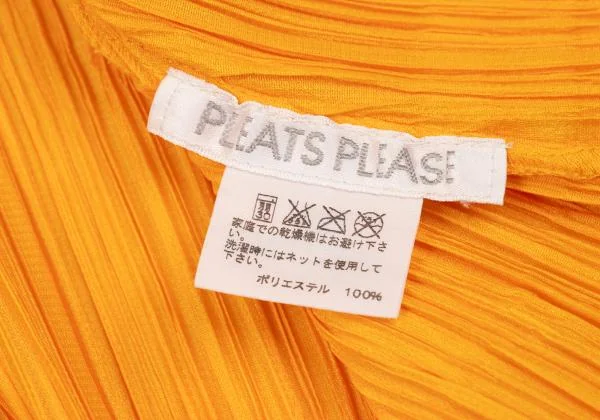 PLEATS PLEASE
家庭での乾燥機はお避け下さ
い。
洗濯時にはネットを使用して
下さい。
ポリエステル 100%